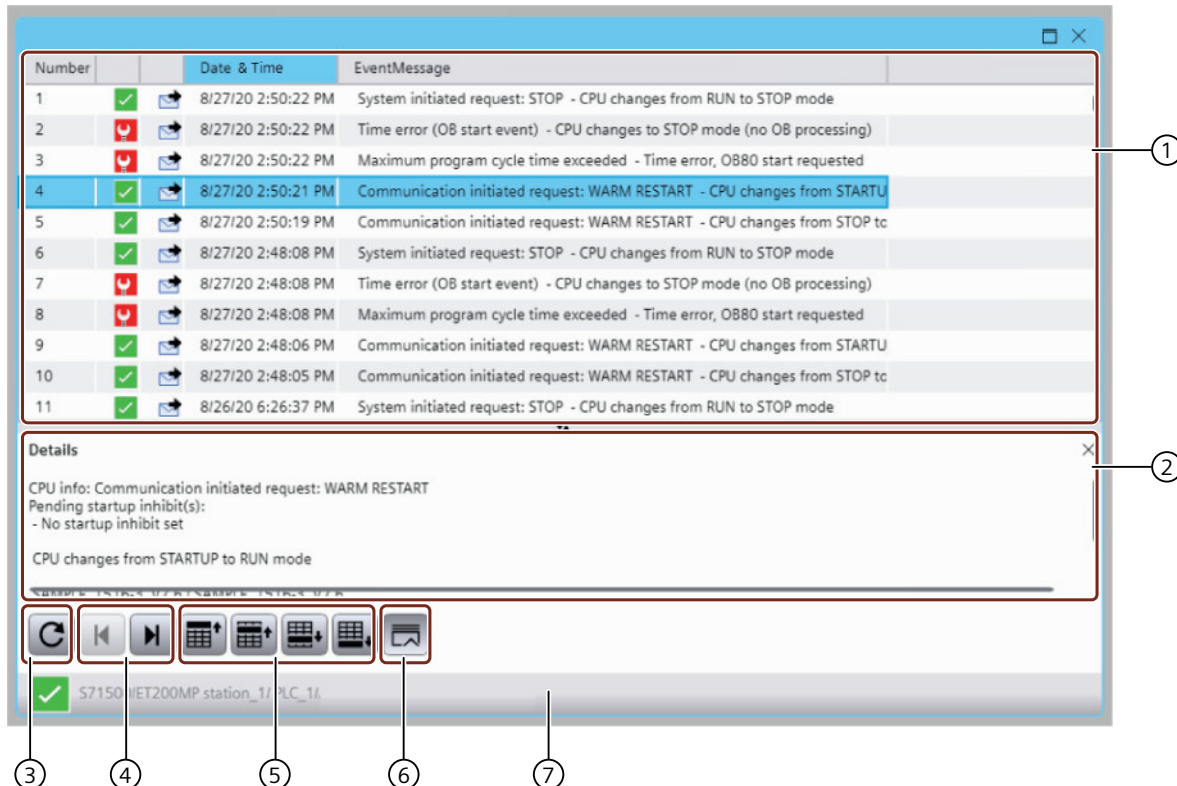 Number Date & Time EventMessage
1 8/27/20 2:50:22 PM System initiated request: STOP - CPU changes from RUN to STOP mode
2 8/27/20 2:50:22 PM Time error (OB start event) - CPU changes to STOP mode (no OB processing)
3 8/27/20 2:50:22 PM Maximum program cycle time exceeded - Time error, OB80 start requested
4 8/27/20 2:50:21 PM Communication initiated request: WARM RESTART - CPU changes from STARTU
5 8/27/20 2:50:19 PM Communication initiated request: WARM RESTART - CPU changes from STOP to
6 8/27/20 2:48:08 PM System initiated request: STOP - CPU changes from RUN to STOP mode
7 8/27/20 2:48:08 PM Time error (OB start event) - CPU changes to STOP mode (no OB processing)
8 8/27/20 2:48:08 PM Maximum program cycle time exceeded - Time error, OB80 start requested
9 8/27/20 2:48:06 PM Communication initiated request: WARM RESTART - CPU changes from STARTU
10 8/27/20 2:48:05 PM Communication initiated request: WARM RESTART - CPU changes from STOP to
11 8/26/20 6:26:37 PM System initiated request: STOP - CPU changes from RUN to STOP mode
1
Details
2
CPU info: Communication initiated request: WARM RESTART
Pending startup inhibit(s):
- No startup inhibit set
CPU changes from STARTUP to RUN mode
S71500/ET200MP station_1/PLC_1/.
3 4 5 6 7